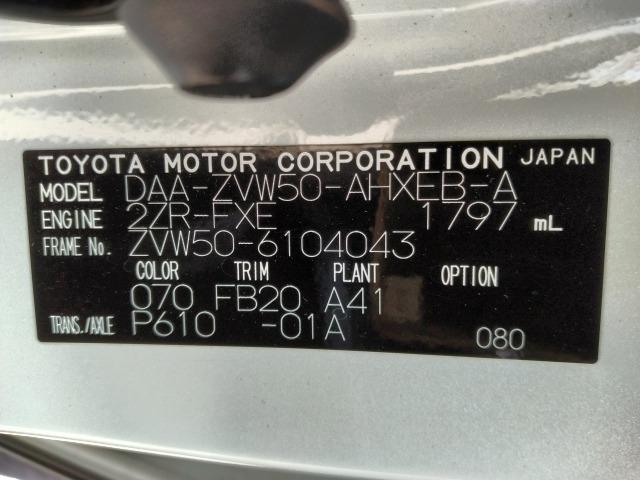 TOYOTA MOTOR CORPORATION JAPAN
MODEL DAA-ZVW50-AHXEB-A
ENGINE 2ZR-FXE 1797 mL
FRAME No. ZVW50-6104043
COLOR TRIM PLANT OPTION
070 FB20 A41
TRANS./AXLE P610 -01A 080